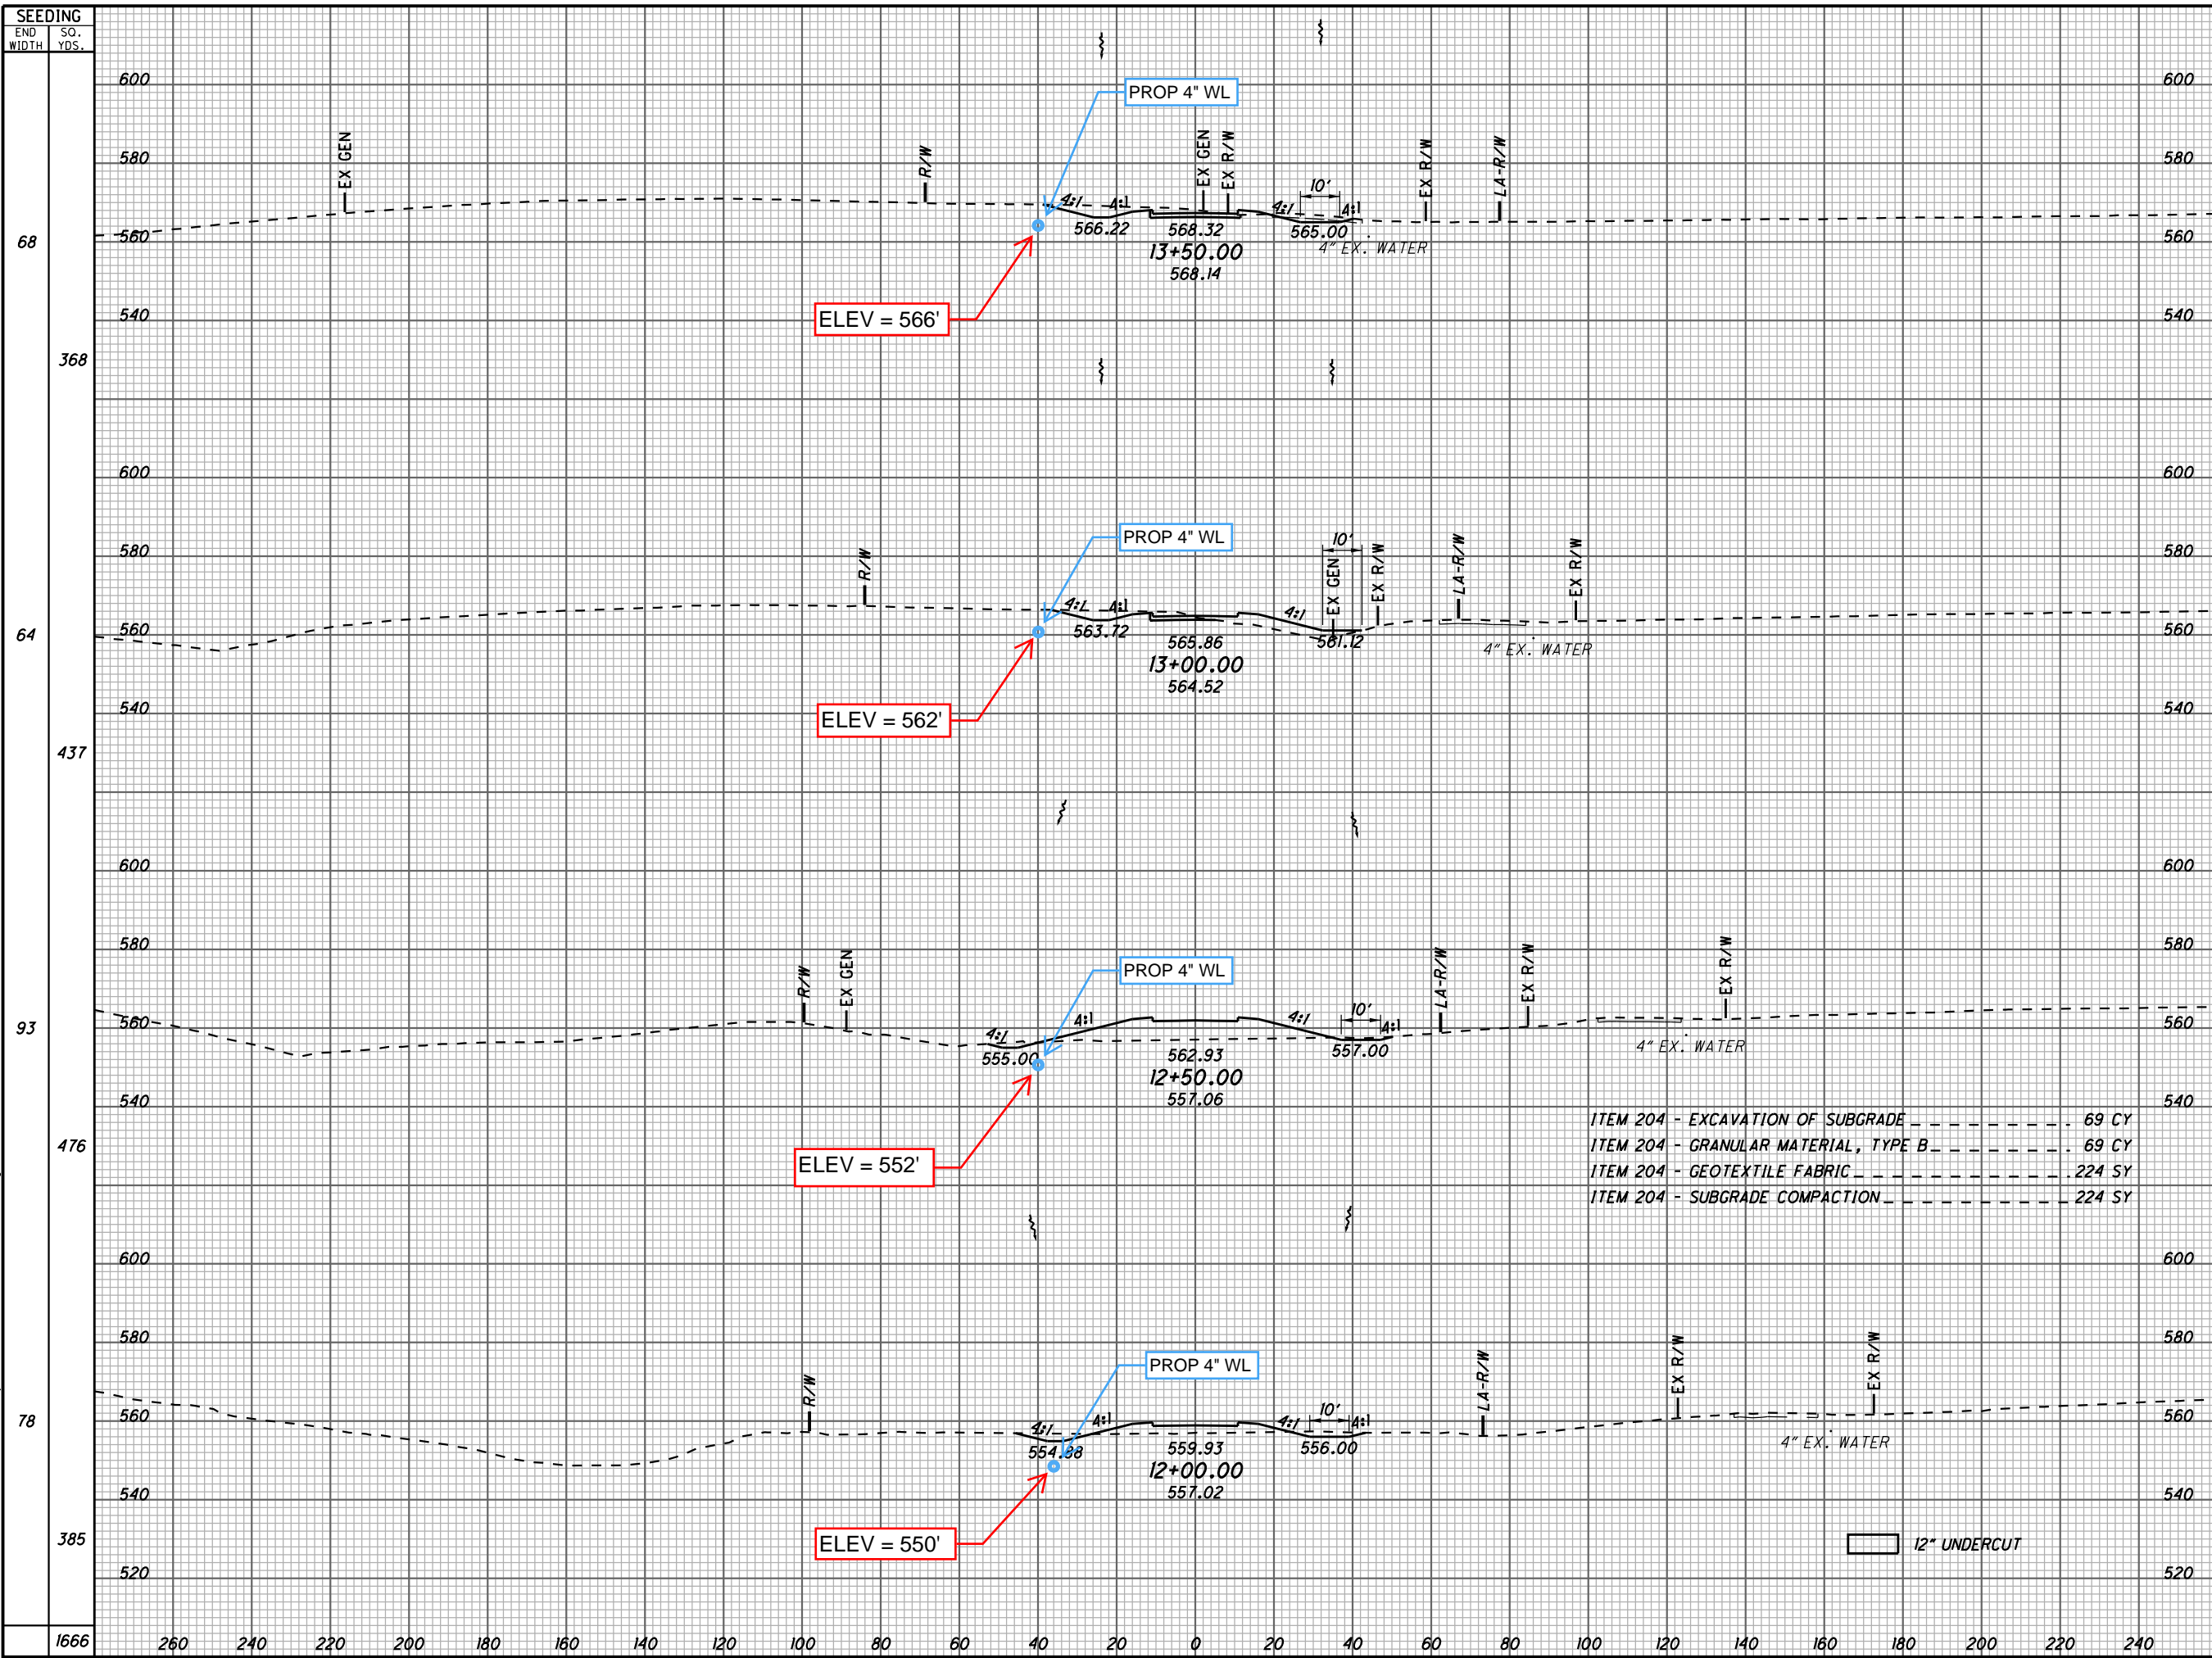 SEEDING
END WIDTH
SQ. YDS.
600
600
PROP 4" WL
EX GEN
R/W
EX GEN
EX R/W
EX R/W
LA-R/W
580
580
10'
4:1
4:1
4:1
4:1
68
560
566.22
568.32
565.00
560
4" EX. WATER
13+50.00
568.14
ELEV = 566'
540
540
368
600
600
PROP 4" WL
580
580
R/W
10'
EX GEN
EX R/W
LA-R/W
EX R/W
4:1
4:1
4:1
64
560
563.72
565.86
561.12
560
4" EX. WATER
13+00.00
564.52
ELEV = 562'
540
540
437
600
600
PROP 4" WL
580
580
R/W
EX GEN
LA-R/W
EX R/W
EX R/W
10'
4:1
4:1
4:1
4:1
93
560
560
555.00
562.93
557.00
4" EX. WATER
12+50.00
557.06
540
540
ITEM 204 - EXCAVATION OF SUBGRADE 69 CY
476
ITEM 204 - GRANULAR MATERIAL, TYPE B 69 CY
ELEV = 552'
ITEM 204 - GEOTEXTILE FABRIC 224 SY
ITEM 204 - SUBGRADE COMPACTION 224 SY
600
600
580
580
PROP 4" WL
R/W
LA-R/W
EX R/W
EX R/W
10'
4:1
4:1
4:1
4:1
78
560
560
559.93
556.00
4" EX. WATER
12+00.00
557.02
540
540
385
ELEV = 550'
12" UNDERCUT
520
520
1666
260 240 220 200 180 160 140 120 100 80 60 40 20 0 20 40 60 80 100 120 140 160 180 200 220 240